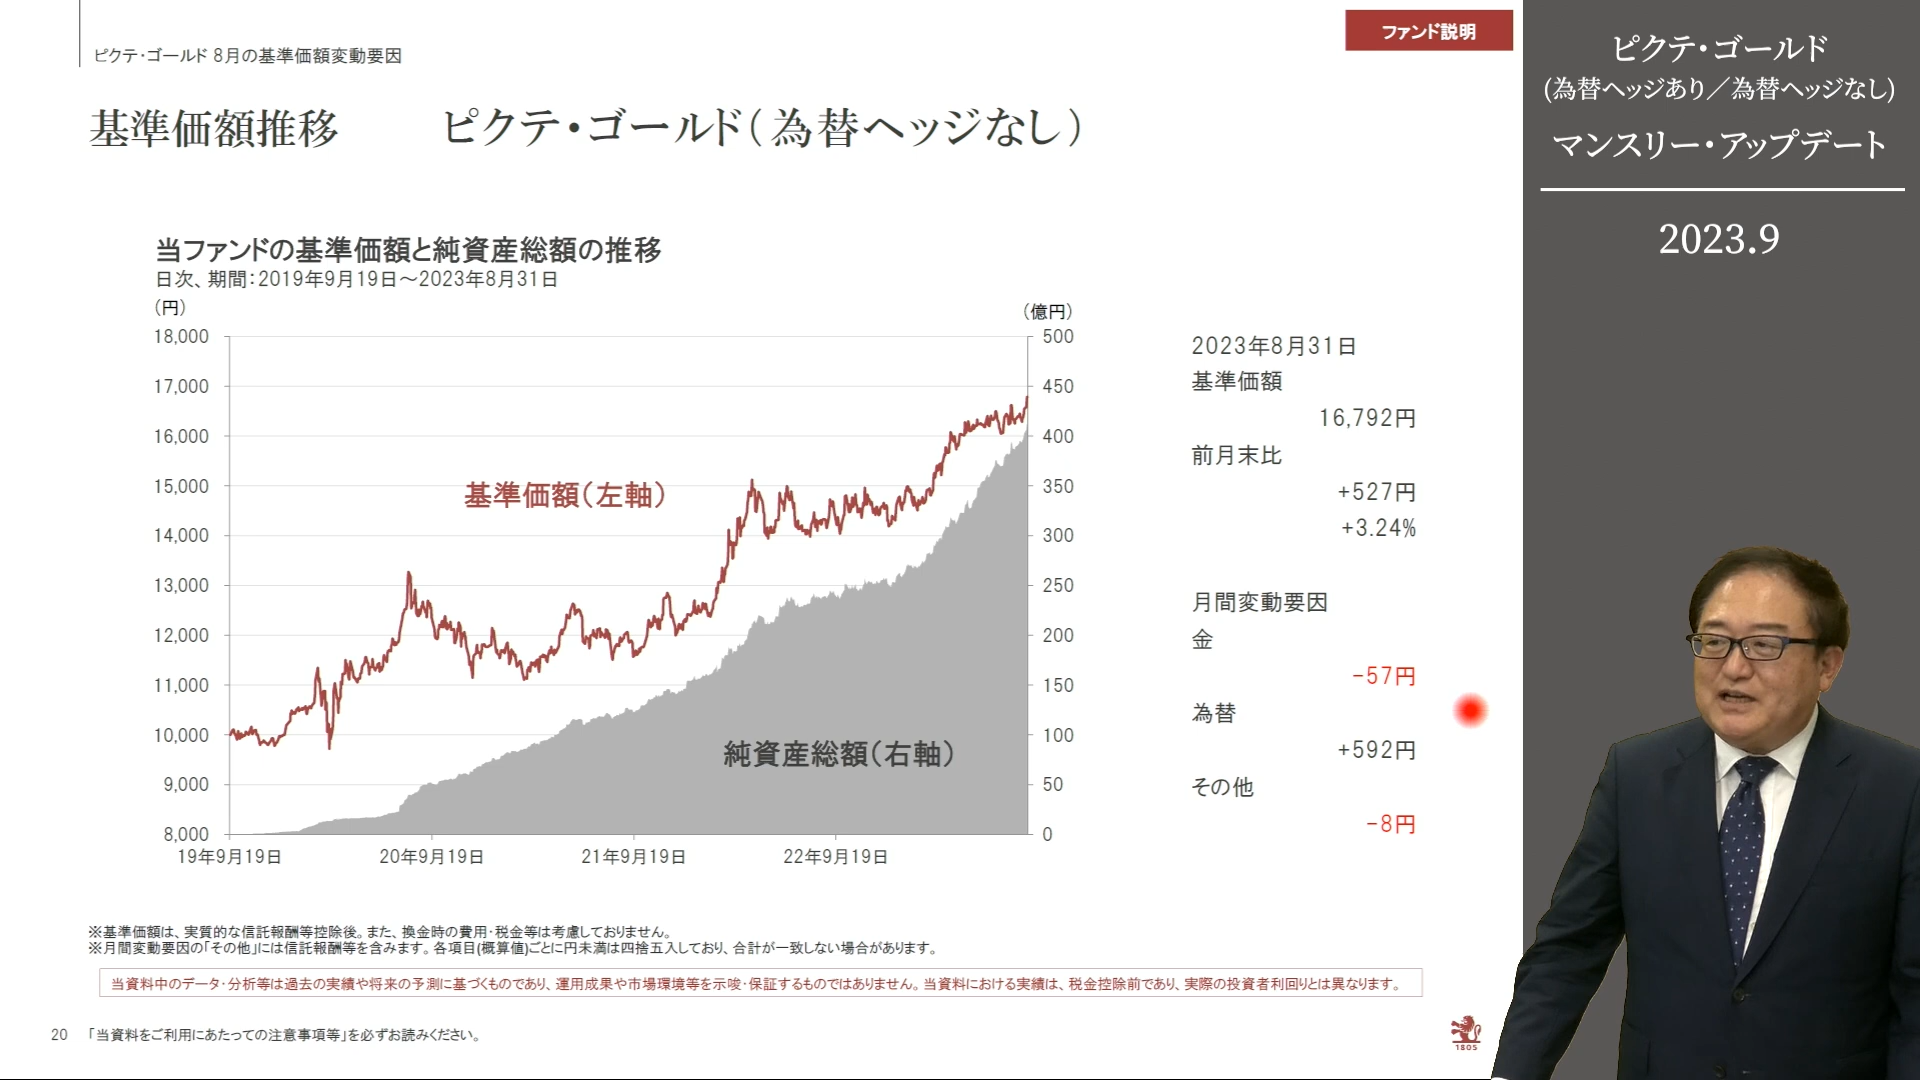 ピクテ・ゴールド 8月の基準価額変動要因
ファンド説明
基準価額推移 ピクテ・ゴールド（為替ヘッジなし）
当ファンドの基準価額と純資産総額の推移
日次、期間：2019年9月19日～2023年8月31日
（円）
（億円）
18,000
17,000
16,000
15,000
14,000
13,000
12,000
11,000
10,000
9,000
8,000
500
450
400
350
300
250
200
150
100
50
0
基準価額（左軸）
純資産総額（右軸）
19年9月19日
20年9月19日
21年9月19日
22年9月19日
2023年8月31日
基準価額
16,792円
前月末比
+527円
+3.24%
月間変動要因
金
-57円
為替
+592円
その他
-8円
※基準価額は、実質的な信託報酬等控除後。また、換金時の費用・税金等は考慮しておりません。
※月間変動要因の「その他」には信託報酬等を含みます。各項目(概算値)ごとに円未満は四捨五入しており、合計が一致しない場合があります。
当資料中のデータ・分析等は過去の実績や将来の予測に基づくものであり、運用成果や市場環境等を示唆・保証するものではありません。当資料における実績は、税金控除前であり、実際の投資者利回りとは異なります。
20 「当資料をご利用にあたっての注意事項等」を必ずお読みください。
1805
ピクテ・ゴールド
(為替ヘッジあり／為替ヘッジなし)
マンスリー・アップデート
2023.9